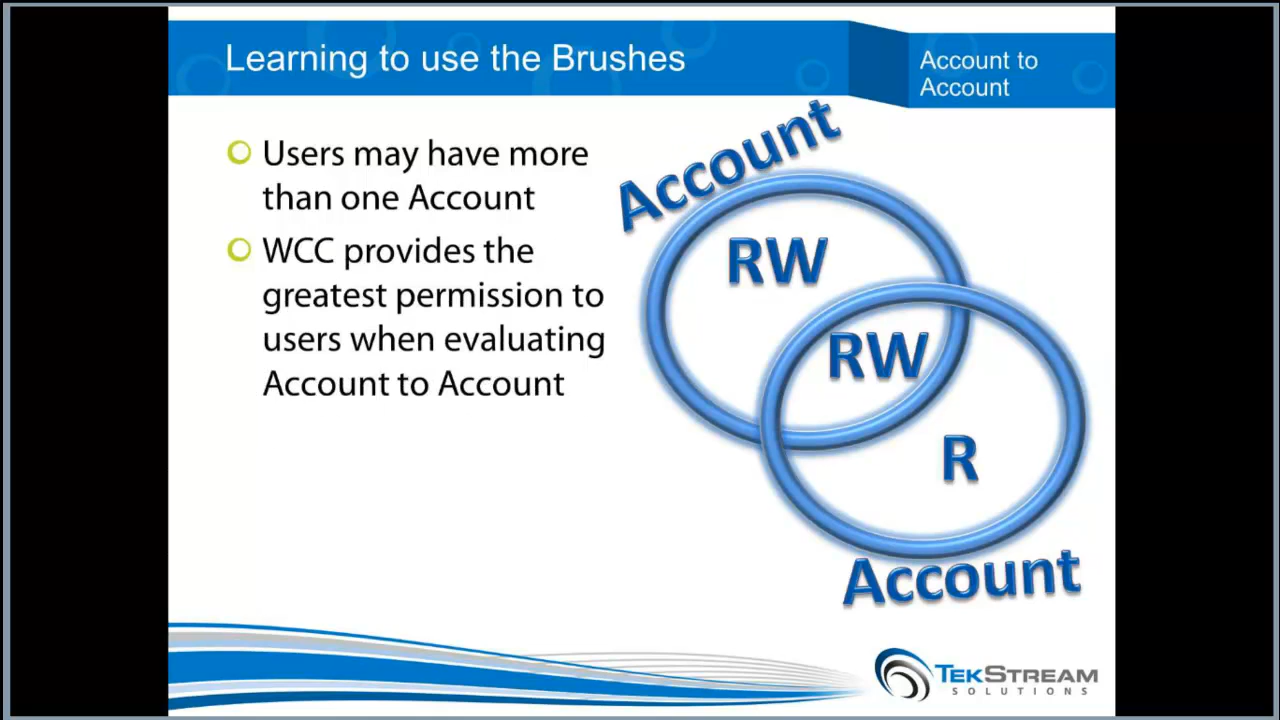 Learning to use the Brushes
Account to
Account
Users may have more
than one Account
WCC provides the
greatest permission to
users when evaluating
Account to Account
Account
RW
RW
R
Account
TEKSTREAM
SOLUTIONS